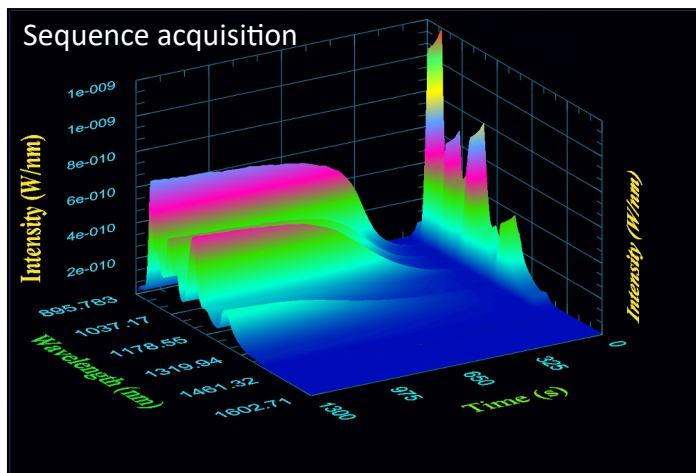 Sequence acquisition
1e-009
1e-009
8e-010
6e-010
4e-010
2e-010
Intensity (W/nm)
Intensity (W/nm)
895.783
1037.17
1178.55
1319.94
1461.32
1602.71
Wavelength (nm)
1300
975
650
325
0
Time (s)